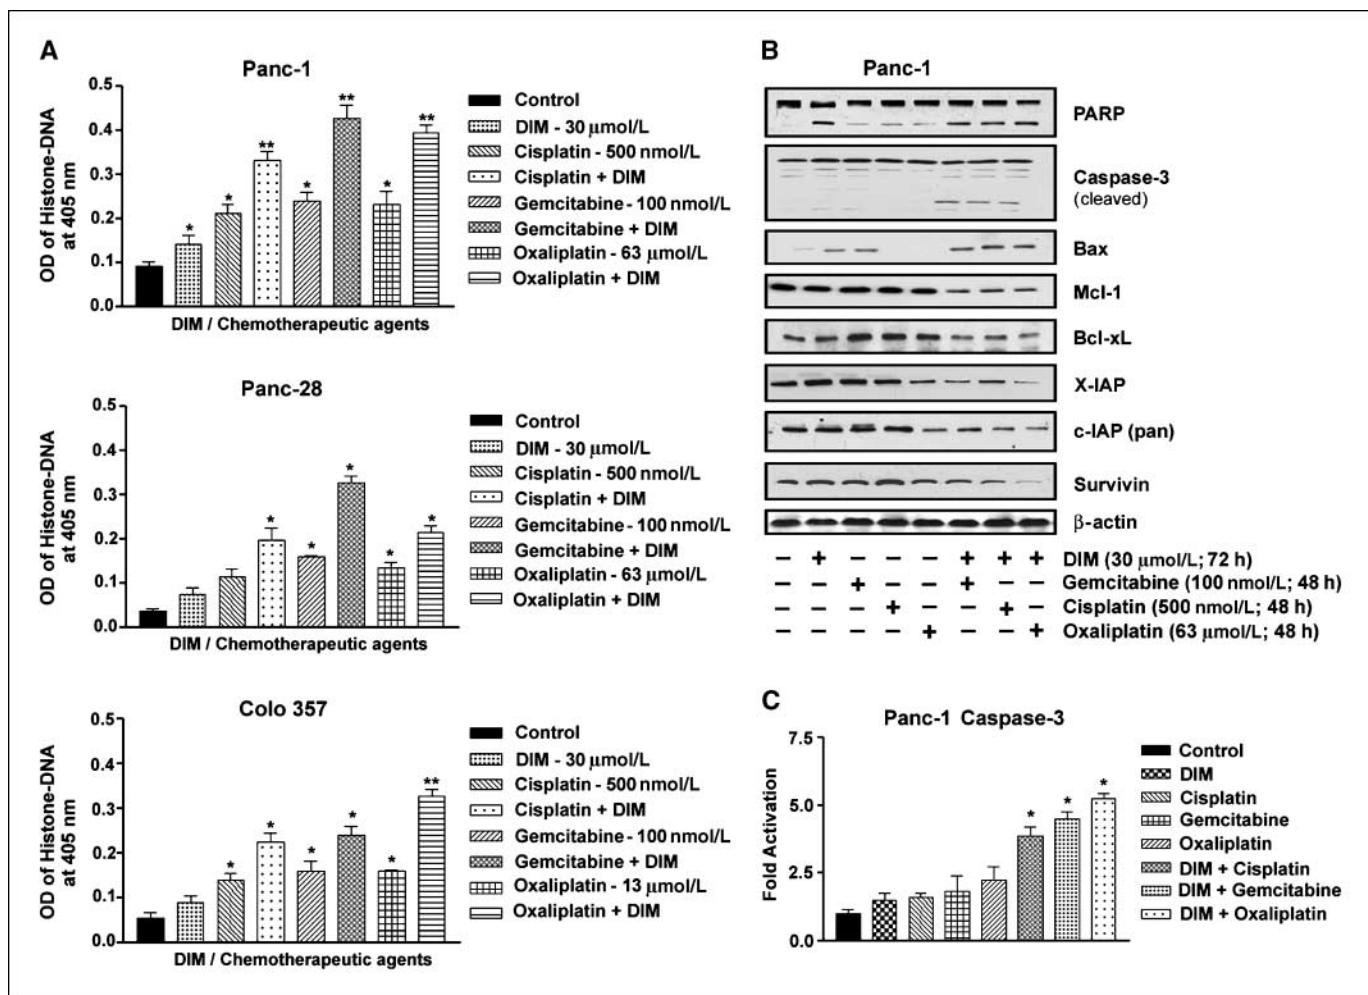 A
Panc-1
OD of Histone-DNA
at 405 nm
0.5
0.4
0.3
0.2
0.1
0.0
* * ** * ** * **
DIM / Chemotherapeutic agents
Control
DIM - 30 μmol/L
Cisplatin - 500 nmol/L
Cisplatin + DIM
Gemcitabine - 100 nmol/L
Gemcitabine + DIM
Oxaliplatin - 63 μmol/L
Oxaliplatin + DIM
Panc-28
OD of Histone-DNA
at 405 nm
0.5
0.4
0.3
0.2
0.1
0.0
* * * * *
DIM / Chemotherapeutic agents
Control
DIM - 30 μmol/L
Cisplatin - 500 nmol/L
Cisplatin + DIM
Gemcitabine - 100 nmol/L
Gemcitabine + DIM
Oxaliplatin - 63 μmol/L
Oxaliplatin + DIM
Colo 357
OD of Histone-DNA
at 405 nm
0.5
0.4
0.3
0.2
0.1
0.0
* * * * * **
DIM / Chemotherapeutic agents
Control
DIM - 30 μmol/L
Cisplatin - 500 nmol/L
Cisplatin + DIM
Gemcitabine - 100 nmol/L
Gemcitabine + DIM
Oxaliplatin - 13 μmol/L
Oxaliplatin + DIM
B
Panc-1
PARP
Caspase-3
(cleaved)
Bax
Mcl-1
Bcl-xL
X-IAP
c-IAP (pan)
Survivin
β-actin
– + – – – + + + DIM (30 μmol/L; 72 h)
– – + – – + – – Gemcitabine (100 nmol/L; 48 h)
– – – + – – + – Cisplatin (500 nmol/L; 48 h)
– – – – + – – + Oxaliplatin (63 μmol/L; 48 h)
C
Panc-1 Caspase-3
Fold Activation
7.5
5.0
2.5
0.0
* * *
Control
DIM
Cisplatin
Gemcitabine
Oxaliplatin
DIM + Cisplatin
DIM + Gemcitabine
DIM + Oxaliplatin